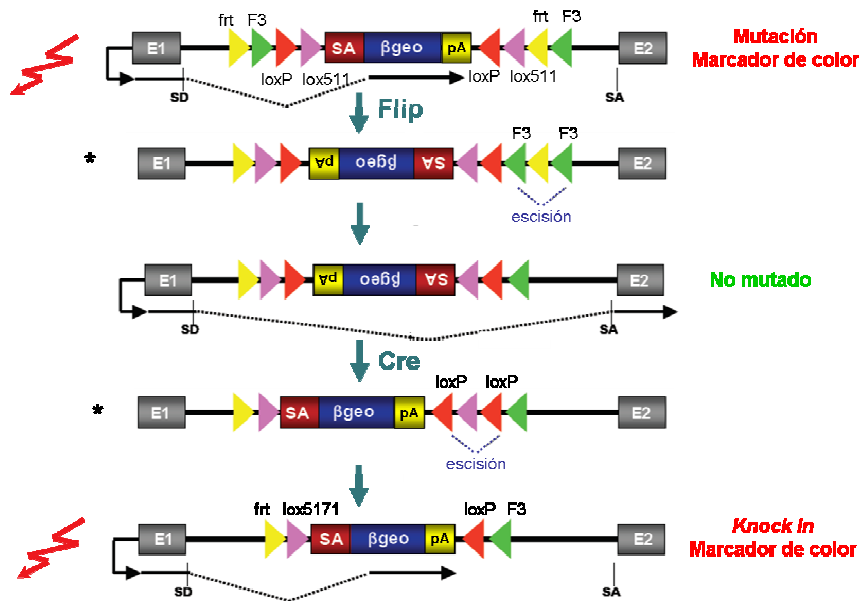 frt F3 frt F3
E1 SA βgeo pA E2
Mutación
Marcador de color
loxP lox511 loxP lox511
SD SA
Flip
F3 F3
* E1 pA βgeo SA E2
escisión
E1 pA βgeo SA E2
No mutado
SD SA
Cre
loxP loxP
* E1 SA βgeo pA E2
escisión
frt lox5171 loxP F3
E1 SA βgeo pA E2
Knock In
Marcador de color
SD SA